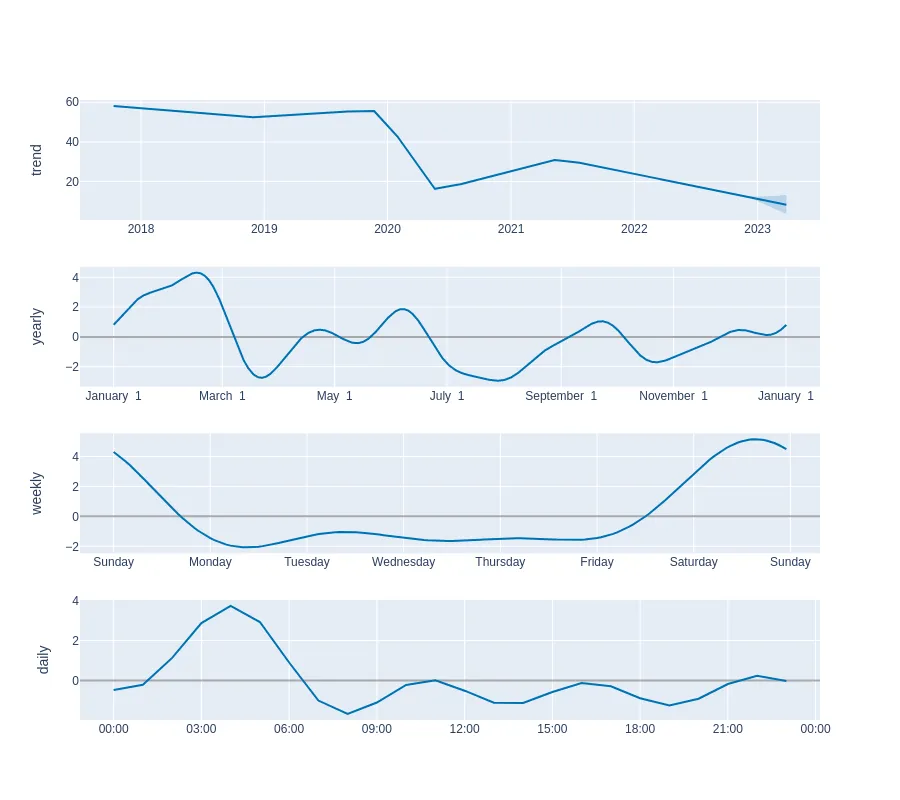 60
40
20
trend
2018 2019 2020 2021 2022 2023
4
2
0
−2
yearly
January 1 March 1 May 1 July 1 September 1 November 1 January 1
4
2
0
−2
weekly
Sunday Monday Tuesday Wednesday Thursday Friday Saturday Sunday
4
2
0
daily
00:00 03:00 06:00 09:00 12:00 15:00 18:00 21:00 00:00